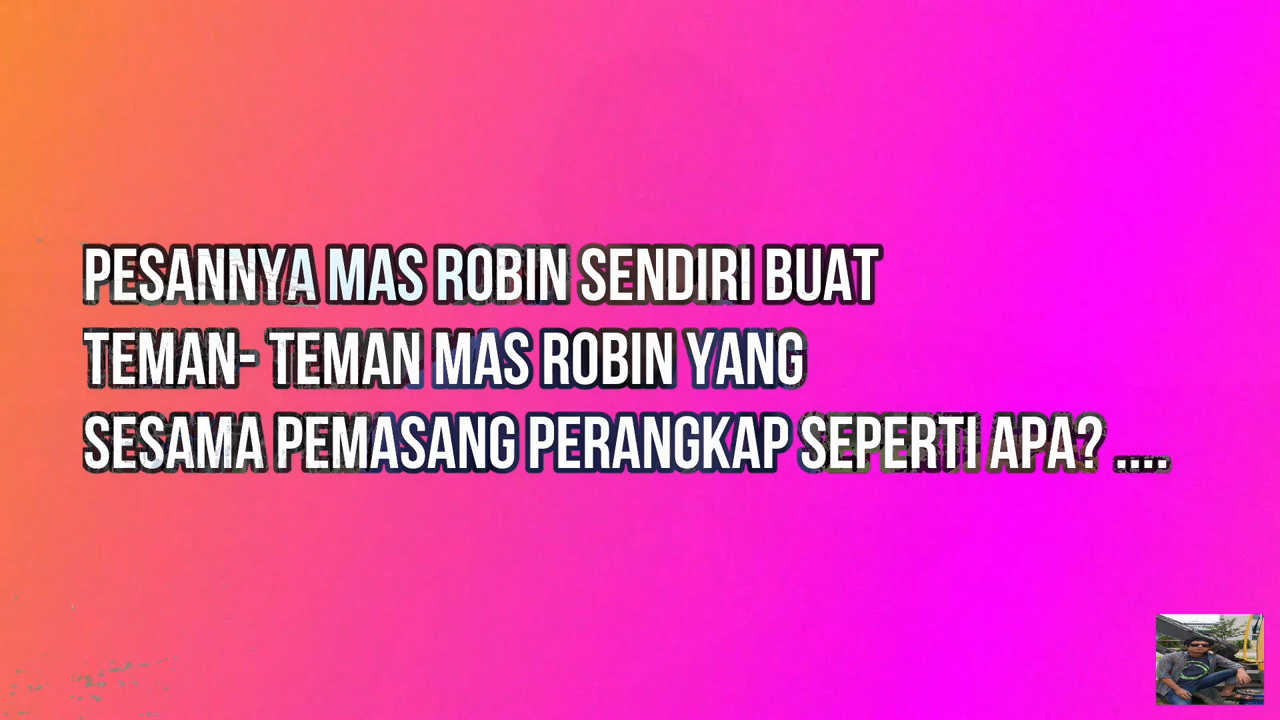 PESANNYA MAS ROBIN SENDIRI BUAT
TEMAN- TEMAN MAS ROBIN YANG
SESAMA PEMASANG PERANGKAP SEPERTI APA? ....